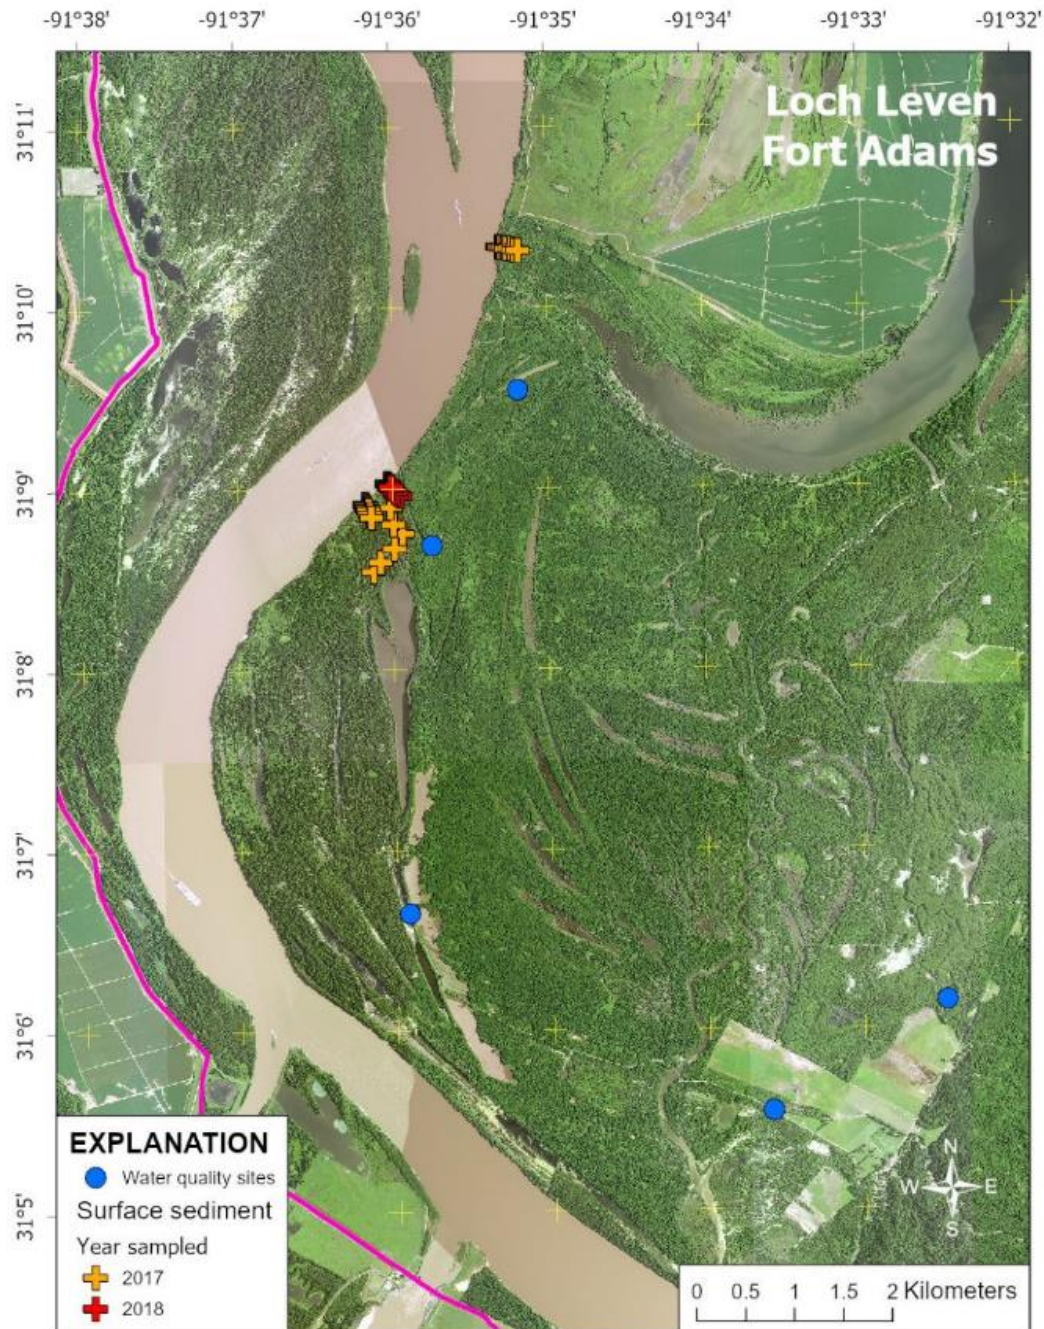 -91°38' -91°37' -91°36' -91°35' -91°34' -91°33' -91°32'
Loch Leven
Fort Adams
31°11'
31°10'
31°9'
31°8'
31°7'
31°6'
31°5'
EXPLANATION
Water quality sites
Surface sediment
Year sampled
2017
2018
N
W E
S
0 0.5 1 2 Kilometers